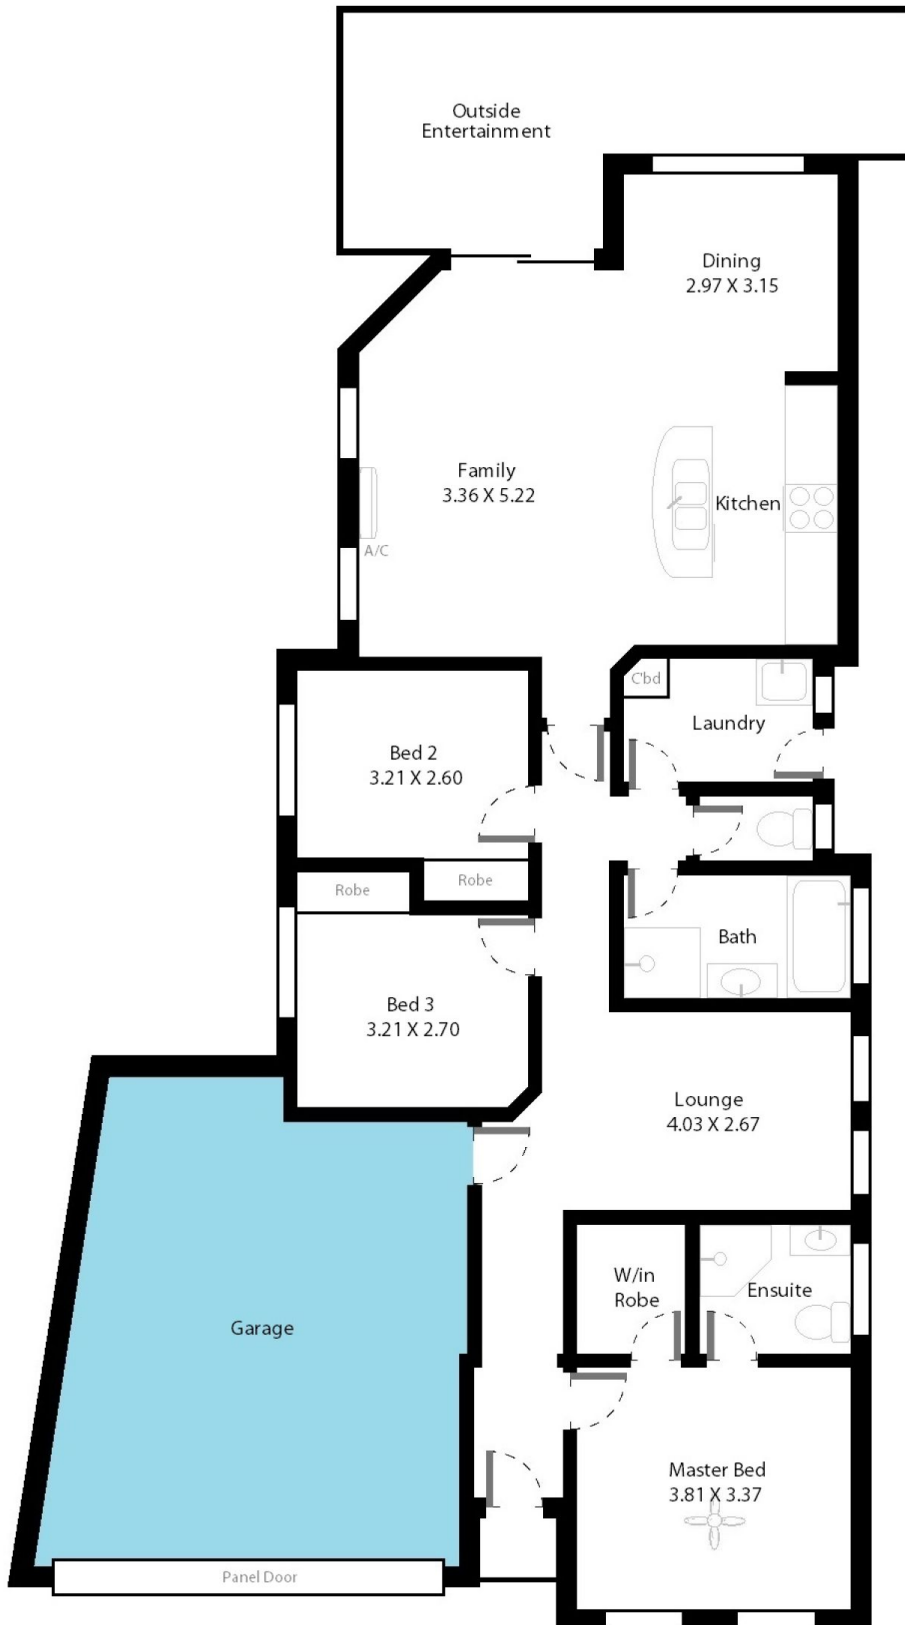 Outside
Entertainment
Dining
2.97 X 3.15
Family
3.36 X 5.22
Kitchen
A/C
C'bd
Laundry
Bed 2
3.21 X 2.60
Robe
Robe
Bath
Bed 3
3.21 X 2.70
Lounge
4.03 X 2.67
W/in
Robe
Ensuite
Garage
Master Bed
3.81 X 3.37
Panel Door